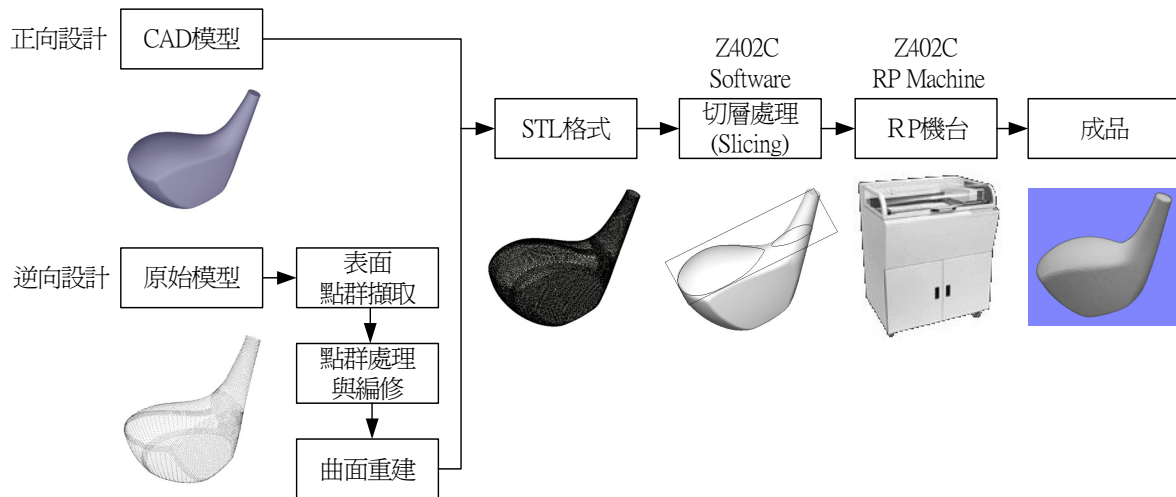 正向設計
CAD模型
Z402C
Software
Z402C
RP Machine
STL格式
切層處理
(Slicing)
RP機台
成品
逆向設計
原始模型
表面
點群擷取
點群處理
與編修
曲面重建